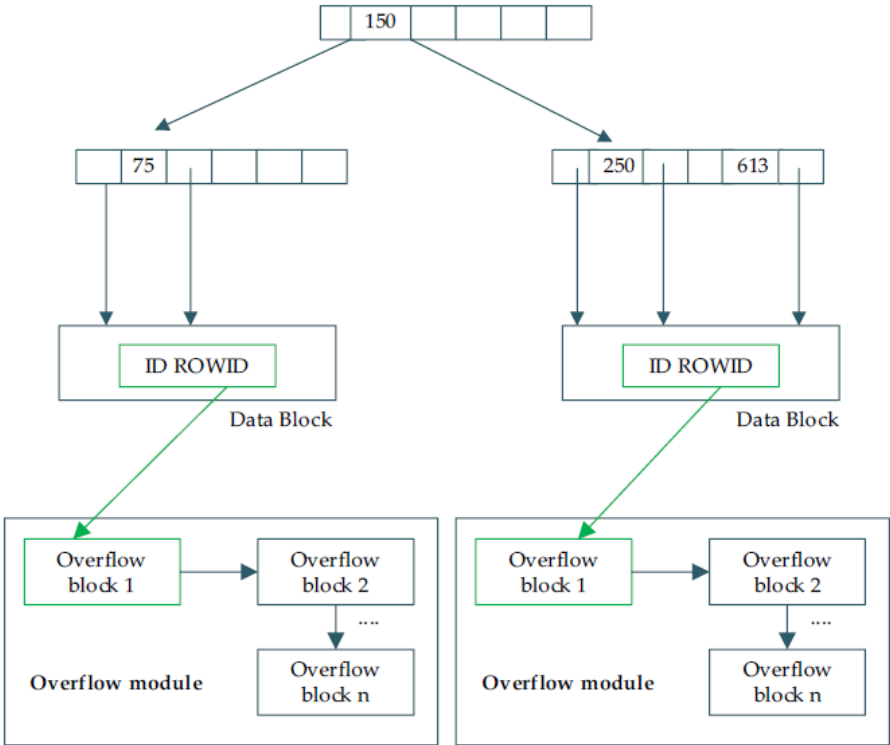 150
75
250 613
ID ROWID
ID ROWID
Data Block
Data Block
Overflow
block 1
Overflow
block 2
....
Overflow
block n
Overflow module
Overflow
block 1
Overflow
block 2
....
Overflow
block n
Overflow module